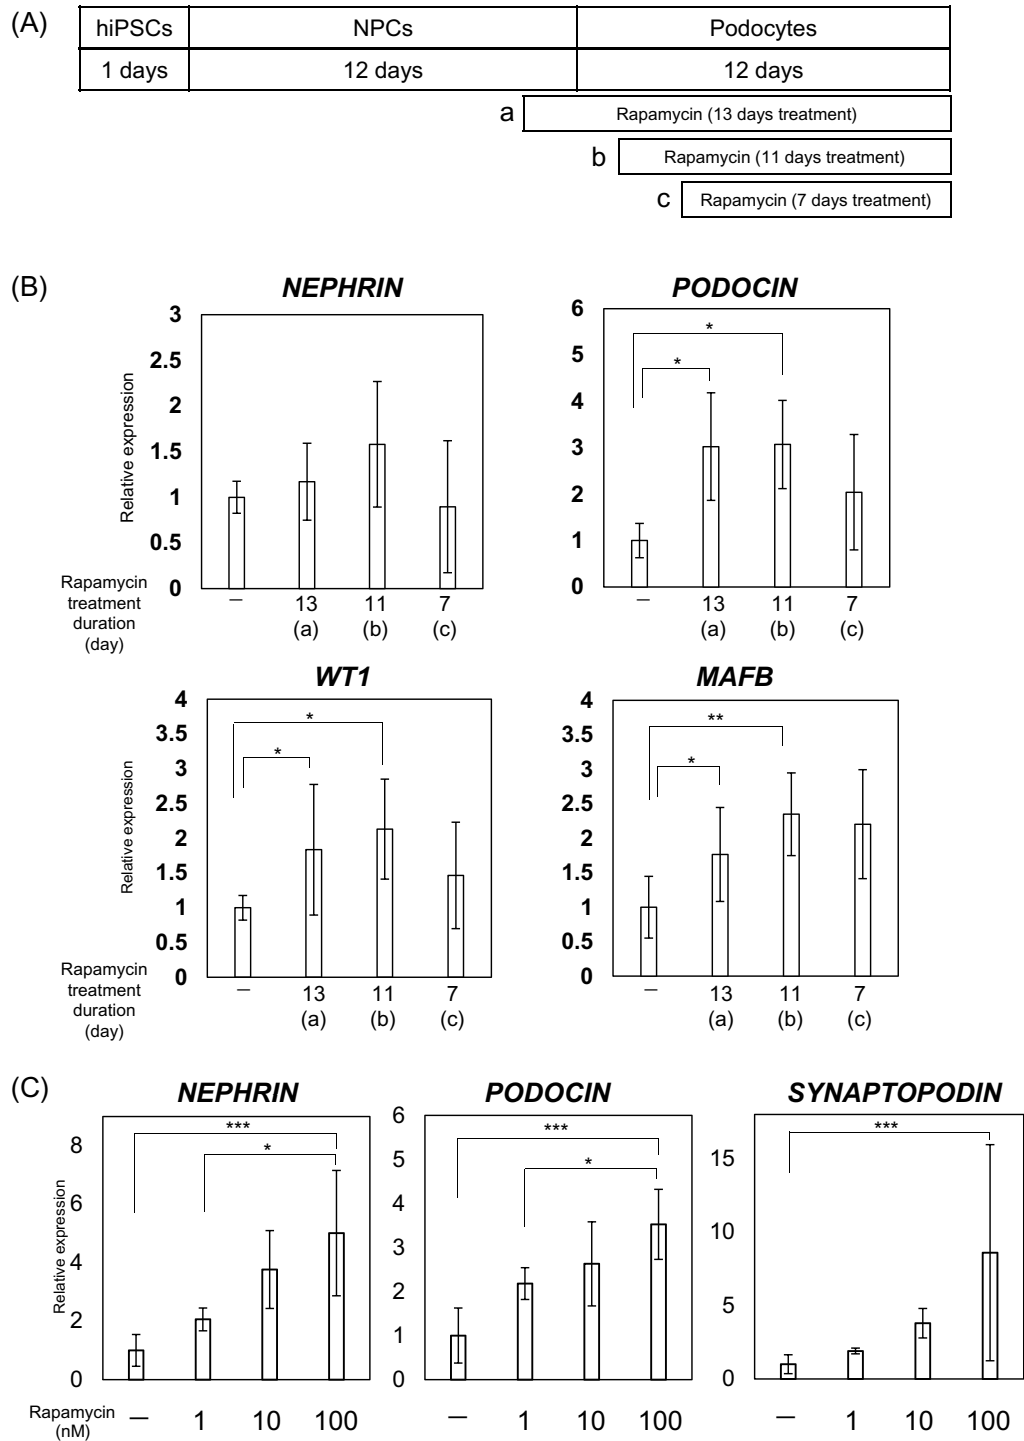 (A)
hiPSCs NPCs Podocytes
1 days 12 days 12 days
a Rapamycin (13 days treatment)
b Rapamycin (11 days treatment)
c Rapamycin (7 days treatment)
(B)
NEPHRIN
3
2.5
2
1.5
1
0.5
0
Relative expression
Rapamycin
treatment
duration
(day)
– 13 11 7
(a) (b) (c)
PODOCIN
6
5
4
3
2
1
0
*
*
– 13 11 7
(a) (b) (c)
WT1
4
3.5
3
2.5
2
1.5
1
0.5
0
*
*
Relative expression
Rapamycin
treatment
duration
(day)
– 13 11 7
(a) (b) (c)
MAFB
4
3.5
3
2.5
2
1.5
1
0.5
0
**
*
– 13 11 7
(a) (b) (c)
(C)
NEPHRIN
8
6
4
2
0
***
*
Relative expression
Rapamycin
(nM)
– 1 10 100
PODOCIN
6
5
4
3
2
1
0
***
*
– 1 10 100
SYNAPTOPODIN
15
10
5
0
***
– 1 10 100